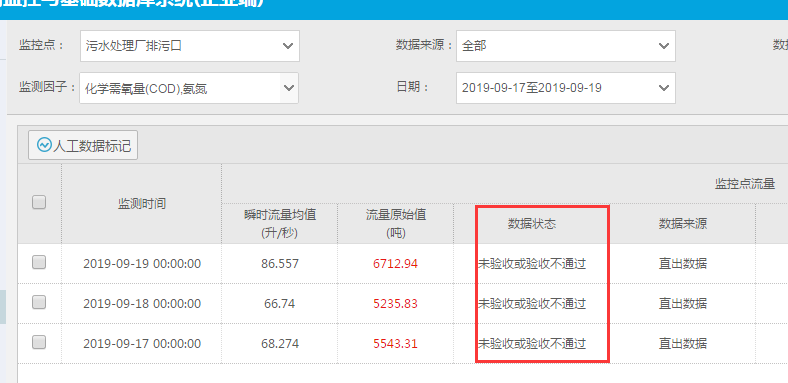 监控与基础数据库系统(企业端)
监控点： 污水处理厂排污口 数据来源： 全部 数据
监测因子： 化学需氧量(COD),氨氮 日期： 2019-09-17至2019-09-19
人工数据标记
监测时间 监控点流量
瞬时流量均值 流量原始值 数据状态 数据来源
(升/秒) (吨)
2019-09-19 00:00:00 86.557 6712.94 未验收或验收不通过 直出数据
2019-09-18 00:00:00 66.74 5235.83 未验收或验收不通过 直出数据
2019-09-17 00:00:00 68.274 5543.31 未验收或验收不通过 直出数据